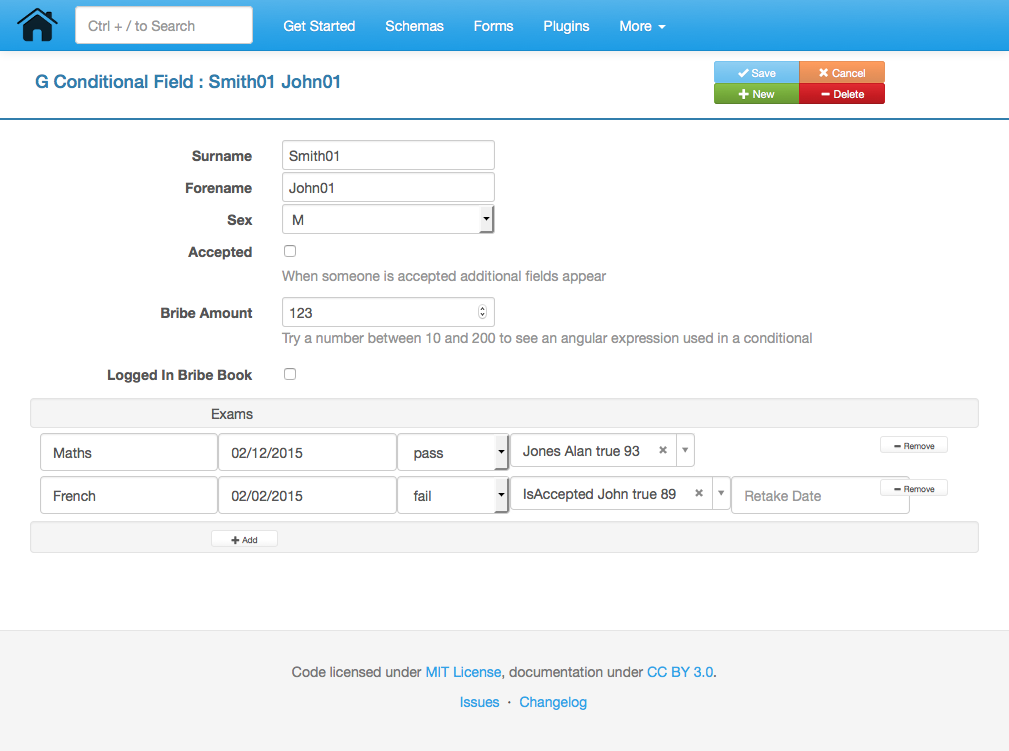 Ctrl + / to Search Get Started Schemas Forms Plugins More
G Conditional Field : Smith01 John01
Save Cancel
New Delete
Surname Smith01
Forename John01
Sex M
Accepted
When someone is accepted additional fields appear
Bribe Amount 123
Try a number between 10 and 200 to see an angular expression used in a conditional
Logged In Bribe Book
Exams
Maths 02/12/2015 pass Jones Alan true 93 Remove
French 02/02/2015 fail IsAccepted John true 89 Retake Date Remove
Add
Code licensed under MIT License, documentation under CC BY 3.0.
Issues · Changelog